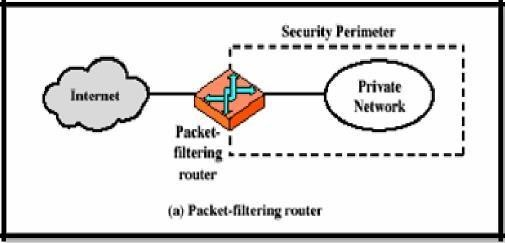 Security Perimeter
Internet
Private
Network
Packet-
filtering
router
(a) Packet-filtering router